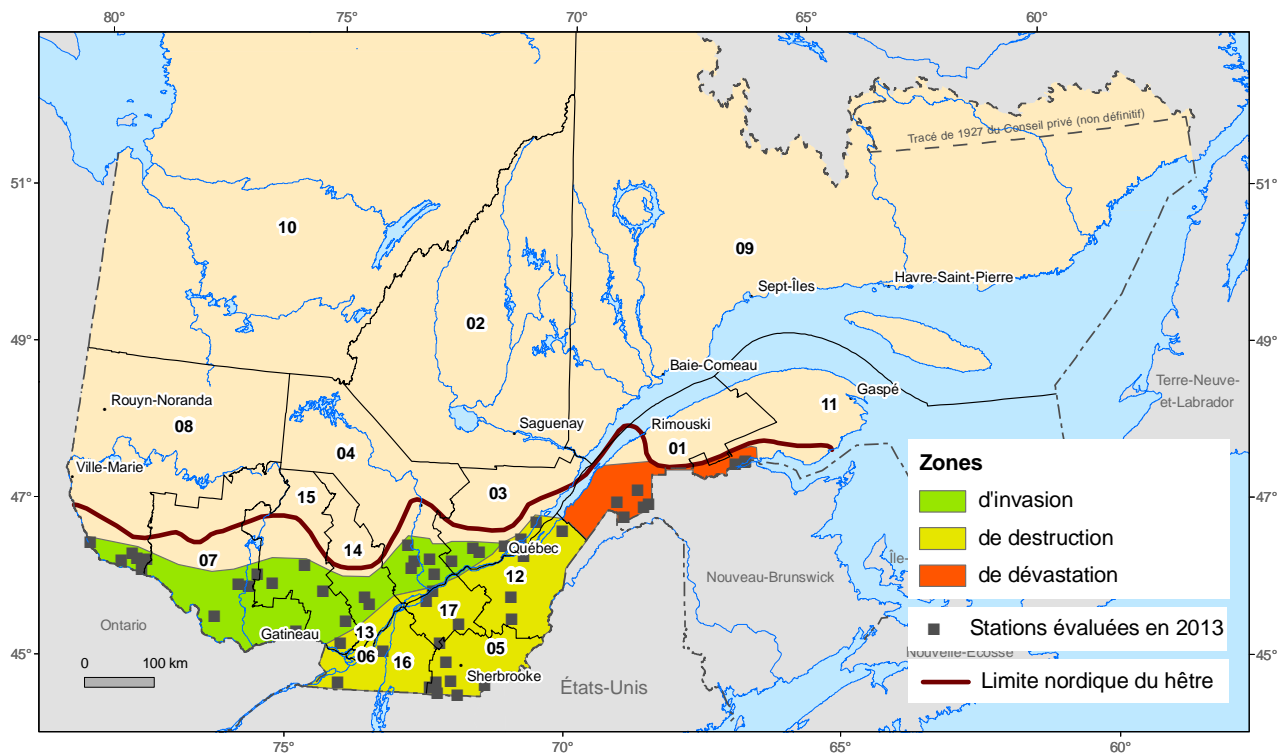 80° 75° 70° 65° 60°
Tracé de 1927 du Conseil privé (non définitif)
51° 51°
10
09
Havre-Saint-Pierre
Sept-Îles
02
49° 49°
Baie-Comeau
Terre-Neuve-
et-Labrador
Gaspé
Rouyn-Noranda
11
08
Saguenay
Rimouski
04
01
Ville-Marie
Zones
47°
15
03
d'invasion
14
de destruction
07
Québec
Île-
12
Nouveau-Brunswick
de dévastation
17
Ontario
Gatineau
13
Stations évaluées en 2013
06
05
45° 45°
16
Nouvelle-Écosse
0 100 km
Sherbrooke
États-Unis
Limite nordique du hêtre
75° 70° 65° 60°